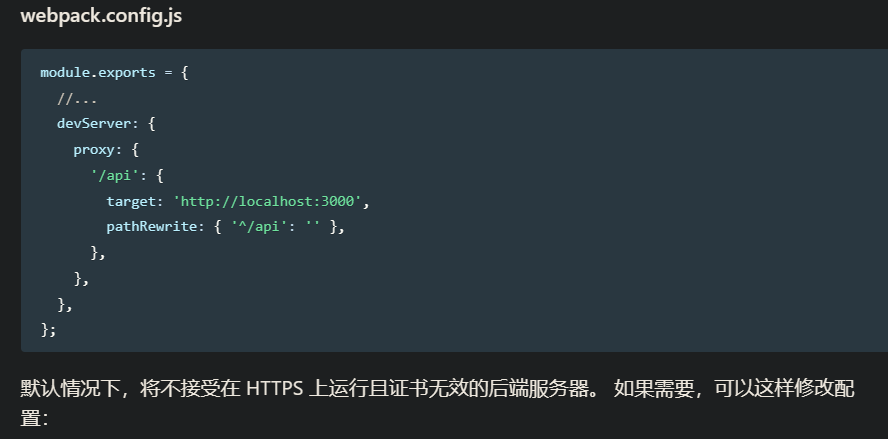 webpack.config.js
module.exports = {
  //...
  devServer: {
    proxy: {
      '/api': {
        target: 'http://localhost:3000',
        pathRewrite: { '^/api': '' },
      },
    },
  },
};
默认情况下，将不接受在 HTTPS 上运行且证书无效的后端服务器。 如果需要，可以这样修改配
置：